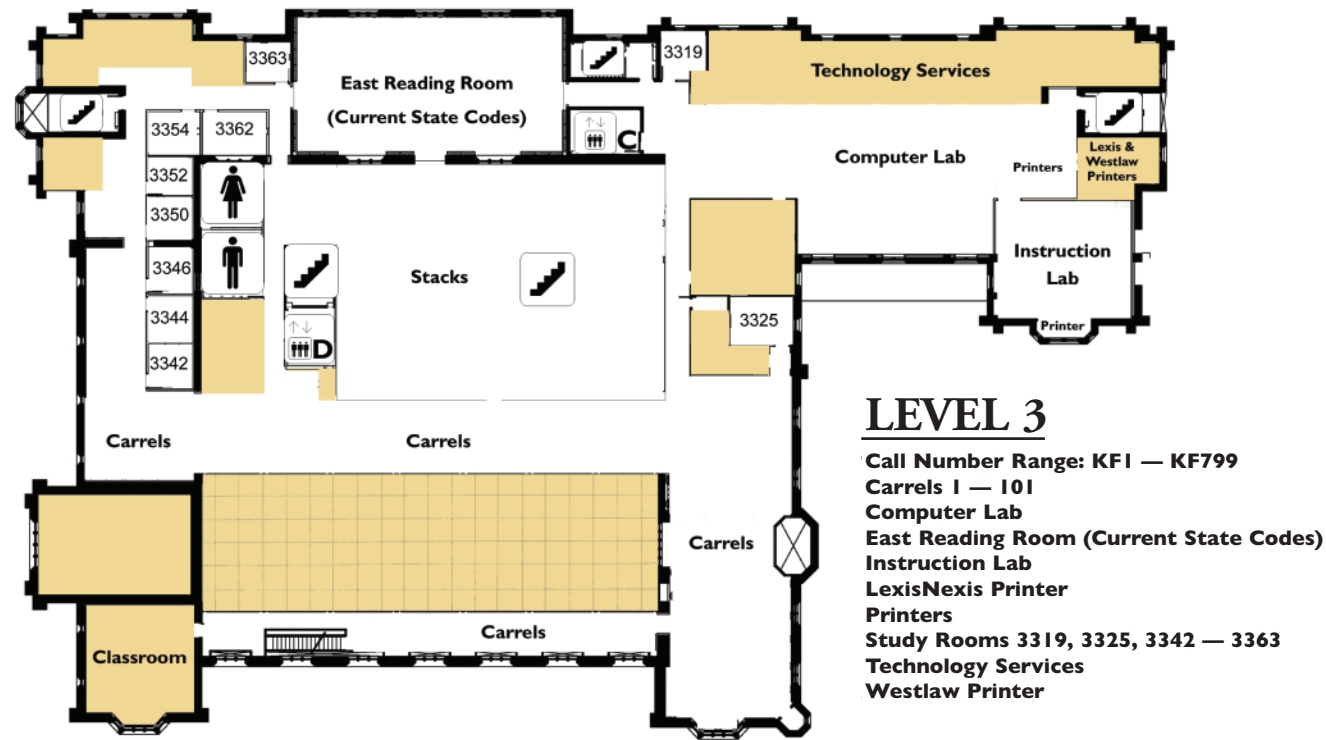 3363
East Reading Room
(Current State Codes)
3319
Technology Services
3354
3362
C
Computer Lab
Printers
Lexis &
Westlaw
Printers
3352
3350
3346
Stacks
Instruction
Lab
3344
3325
Printer
D
3342
Carrels
Carrels
Carrels
Carrels
Classroom
LEVEL 3
Call Number Range: KF1 — KF799
Carrels 1 — 101
Computer Lab
East Reading Room (Current State Codes)
Instruction Lab
LexisNexis Printer
Printers
Study Rooms 3319, 3325, 3342 — 3363
Technology Services
Westlaw Printer